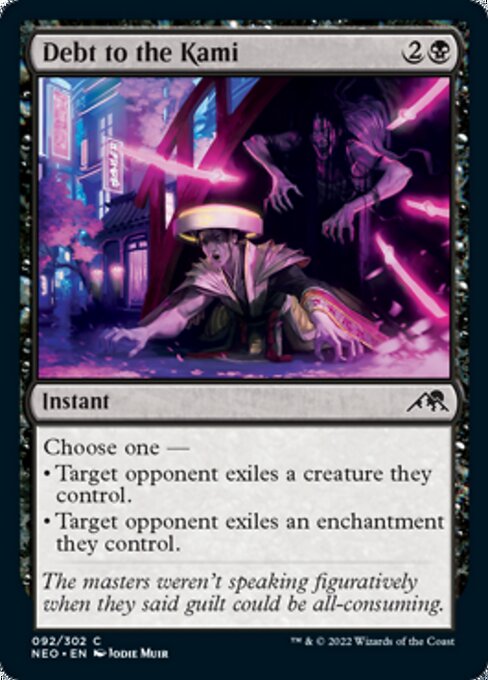 Debt to the Kami 2
Instant
Choose one —
• Target opponent exiles a creature they
control.
• Target opponent exiles an enchantment
they control.
The masters weren't speaking figuratively
when they said guilt could be all-consuming.
092/302 C
NEO • EN Jodie Muir
™ & © 2022 Wizards of the Coast